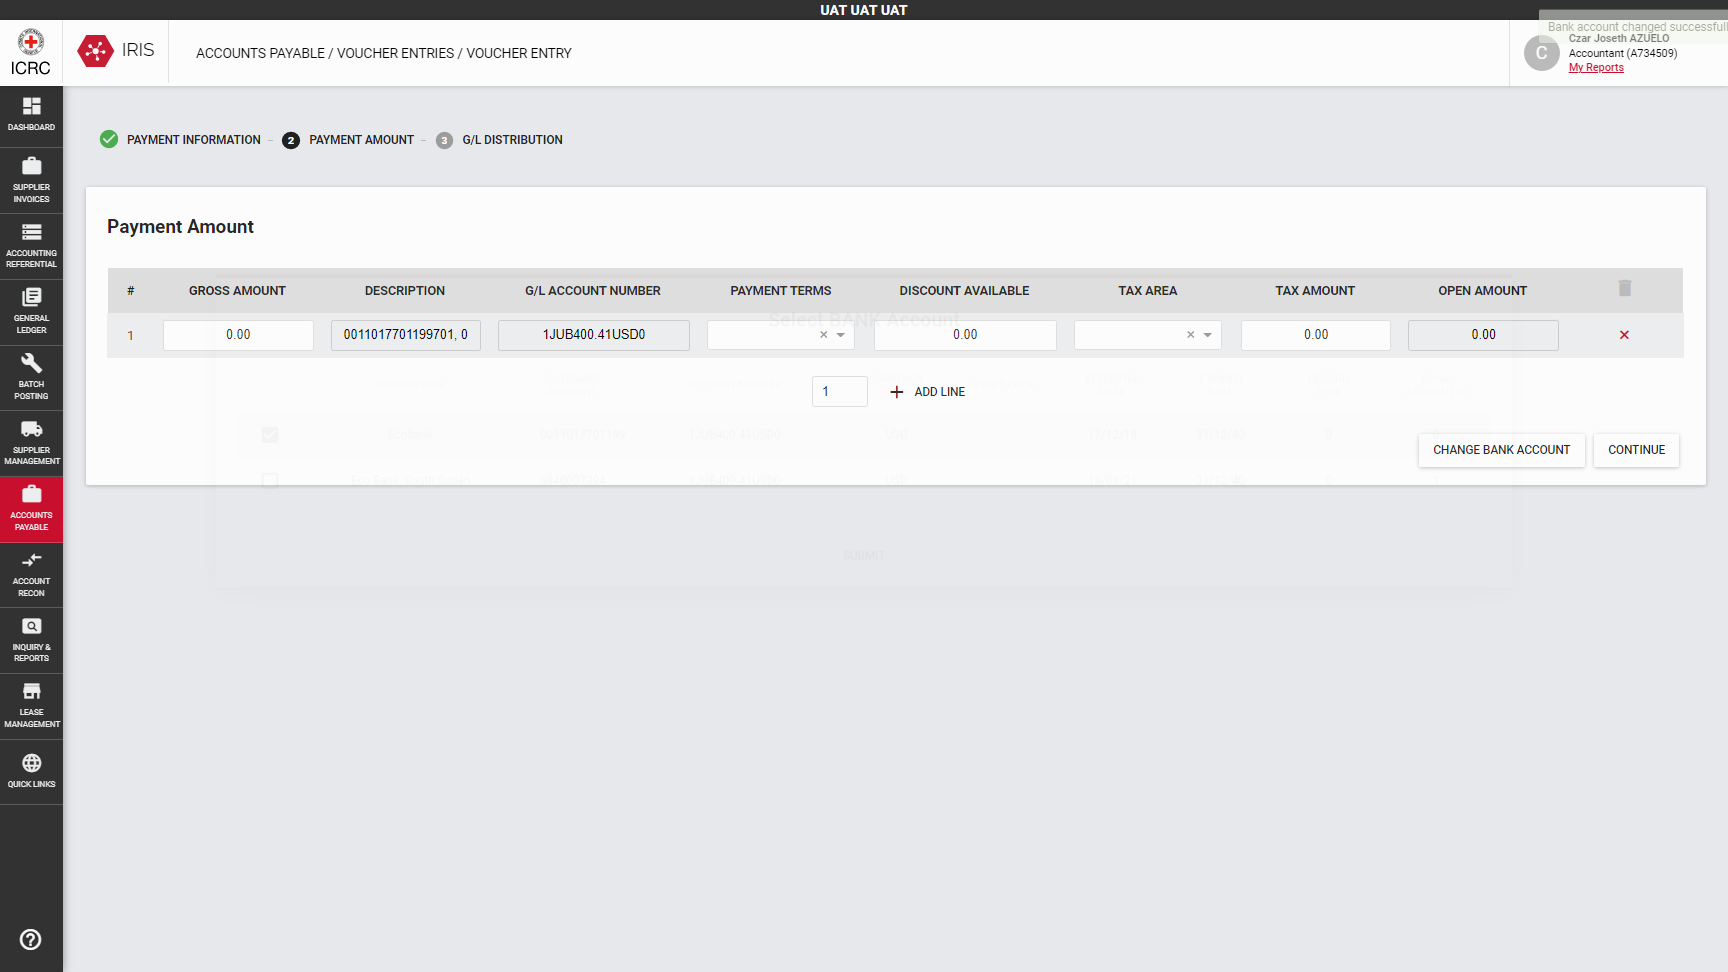 UAT UAT UAT
Bank account changed successfull
ICRC
IRIS
ACCOUNTS PAYABLE / VOUCHER ENTRIES / VOUCHER ENTRY
C
Czar Joseth AZUELO
Accountant (A734509)
My Reports
DASHBOARD
SUPPLIER
INVOICES
ACCOUNTING
REFERENTIAL
GENERAL
LEDGER
BATCH
POSTING
SUPPLIER
MANAGEMENT
ACCOUNTS
PAYABLE
ACCOUNT
RECON
INQUIRY &
REPORTS
LEASE
MANAGEMENT
QUICK LINKS
PAYMENT INFORMATION - 2 PAYMENT AMOUNT - 3 G/L DISTRIBUTION
Payment Amount
# GROSS AMOUNT DESCRIPTION G/L ACCOUNT NUMBER PAYMENT TERMS DISCOUNT AVAILABLE TAX AREA TAX AMOUNT OPEN AMOUNT
Select BANK Account
1 0.00 0011017701199701, 0 1JUB400.41USD0 0.00 0.00 0.00
1 ADD LINE
CHANGE BANK ACCOUNT CONTINUE
SUBMIT